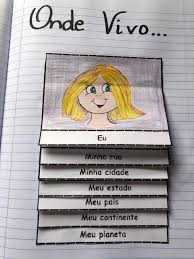 Onde Vivo...
Eu
Minha rua
Minha cidade
Meu estado
Meu país
Meu continente
Meu planeta